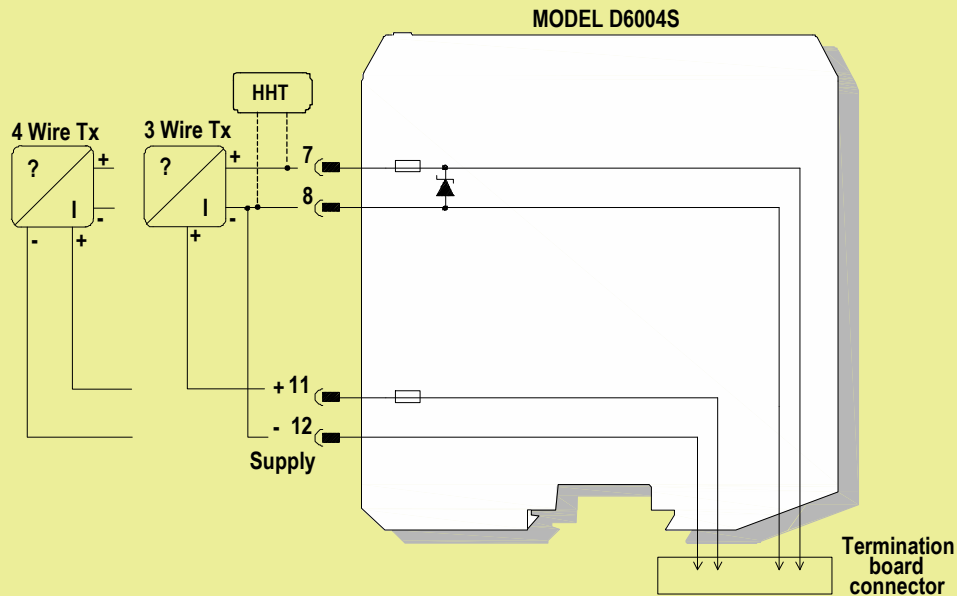 MODEL D6004S
HHT
4 Wire Tx
3 Wire Tx
7
+
+
?
?
8
I
I
-
-
-
+
+
+ 11
- 12
Supply
Termination
board
connector